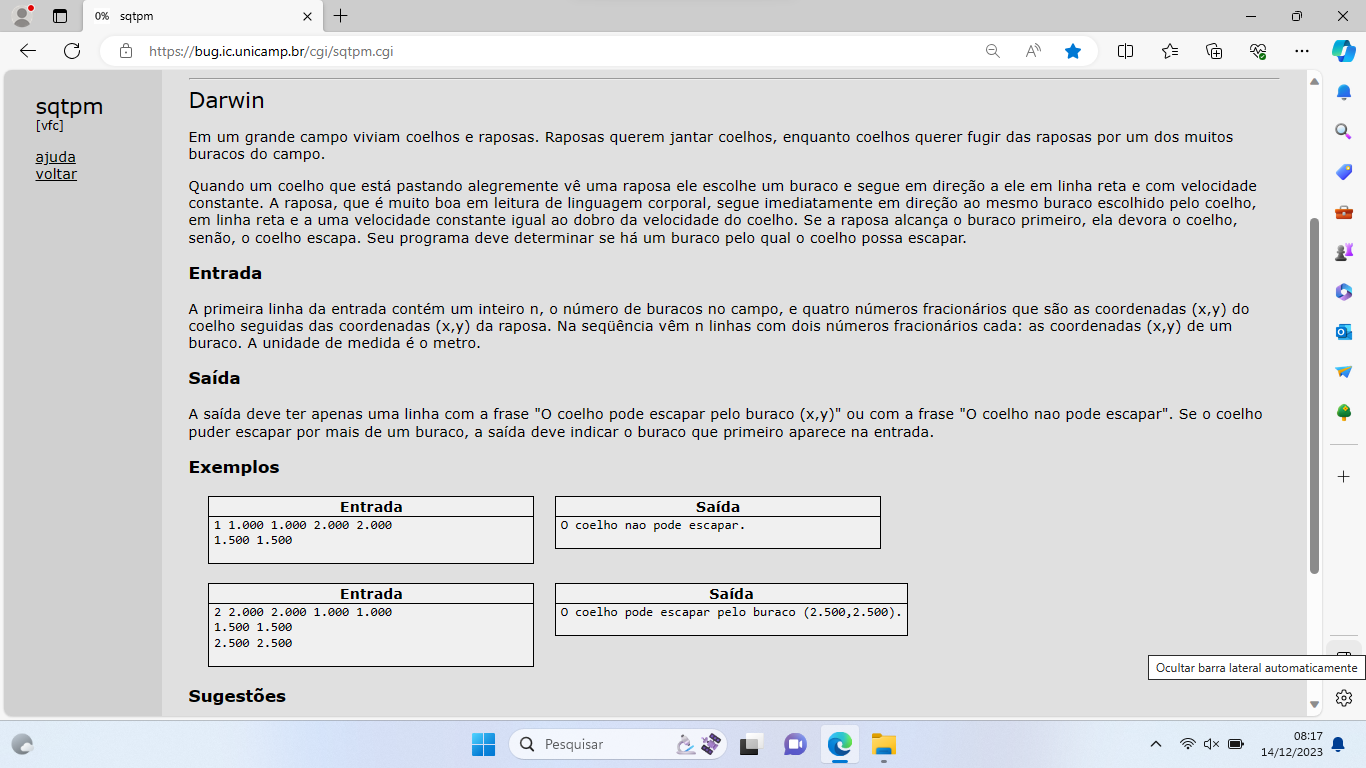 0% sqtpm
https://bug.ic.unicamp.br/cgi/sqtpm.cgi
sqtpm
[vfc]
ajuda
voltar
Darwin
Em um grande campo viviam coelhos e raposas. Raposas querem jantar coelhos, enquanto coelhos querer fugir das raposas por um dos muitos
buracos do campo.
Quando um coelho que está pastando alegremente vê uma raposa ele escolhe um buraco e segue em direção a ele em linha reta e com velocidade
constante. A raposa, que é muito boa em leitura de linguagem corporal, segue imediatamente em direção ao mesmo buraco escolhido pelo coelho,
em linha reta e a uma velocidade constante igual ao dobro da velocidade do coelho. Se a raposa alcança o buraco primeiro, ela devora o coelho,
senão, o coelho escapa. Seu programa deve determinar se há um buraco pelo qual o coelho possa escapar.
Entrada
A primeira linha da entrada contém um inteiro n, o número de buracos no campo, e quatro números fracionários que são as coordenadas (x,y) do
coelho seguidas das coordenadas (x,y) da raposa. Na seqüência vêm n linhas com dois números fracionários cada: as coordenadas (x,y) de um
buraco. A unidade de medida é o metro.
Saída
A saída deve ter apenas uma linha com a frase "O coelho pode escapar pelo buraco (x,y)" ou com a frase "O coelho nao pode escapar". Se o coelho
puder escapar por mais de um buraco, a saída deve indicar o buraco que primeiro aparece na entrada.
Exemplos
Entrada
1 1.000 1.000 2.000 2.000
1.500 1.500
Saída
O coelho nao pode escapar.
Entrada
2 2.000 2.000 1.000 1.000
1.500 1.500
2.500 2.500
Saída
O coelho pode escapar pelo buraco (2.500,2.500).
Sugestões
Ocultar barra lateral automaticamente
Pesquisar
08:17
14/12/2023